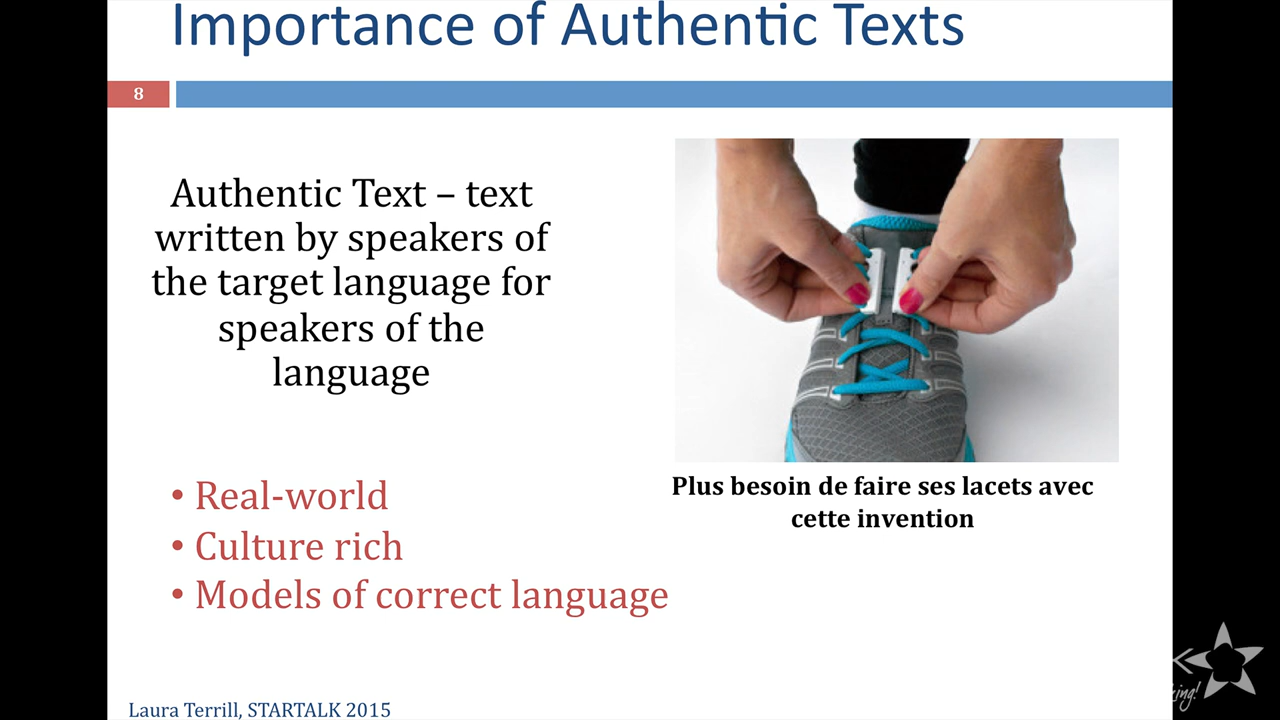 Importance of Authentic Texts
8
Authentic Text – text
written by speakers of
the target language for
speakers of the
language
• Real-world
• Culture rich
• Models of correct language
Plus besoin de faire ses lacets avec
cette invention
Laura Terrill, STARTALK 2015